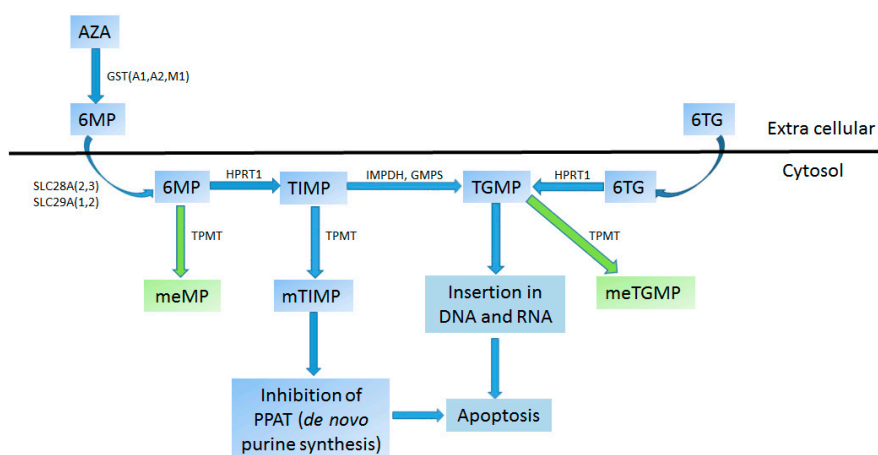 AZA
GST(A1,A2,M1)
6MP
6TG
Extra cellular
Cytosol
SLC28A(2,3)
SLC29A(1,2)
6MP
HPRT1
TIMP
IMPDH, GMPS
TGMP
HPRT1
6TG
TPMT
TPMT
TPMT
meMP
mTIMP
Insertion in
DNA and RNA
meTGMP
Inhibition of
PPAT (de novo
purine synthesis)
Apoptosis